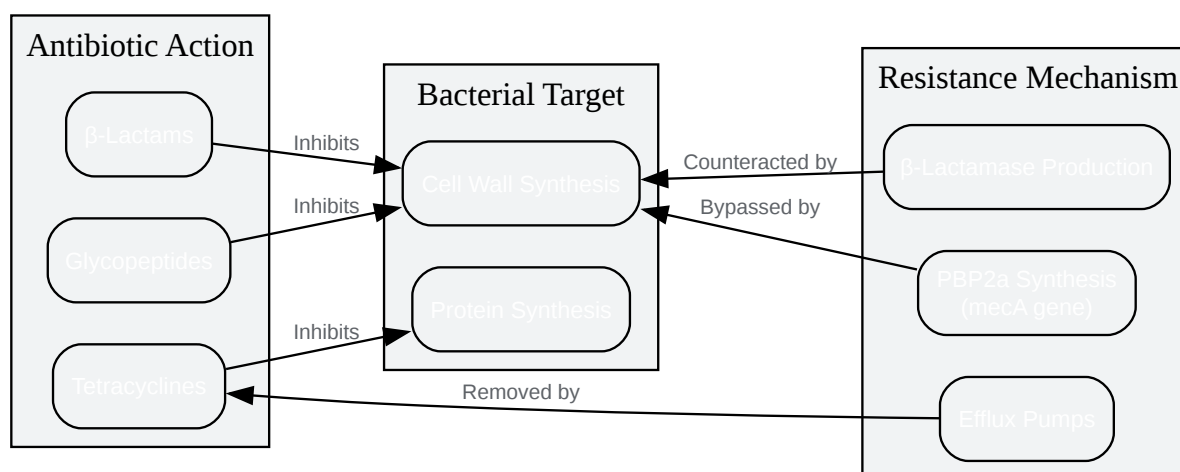 Antibiotic Action
β-Lactams
Glycopeptides
Tetracyclines
Inhibits
Inhibits
Inhibits
Bacterial Target
Cell Wall Synthesis
Protein Synthesis
Counteracted by
Bypassed by
Removed by
Resistance Mechanism
β-Lactamase Production
PBP2a Synthesis
(mecA gene)
Efflux Pumps